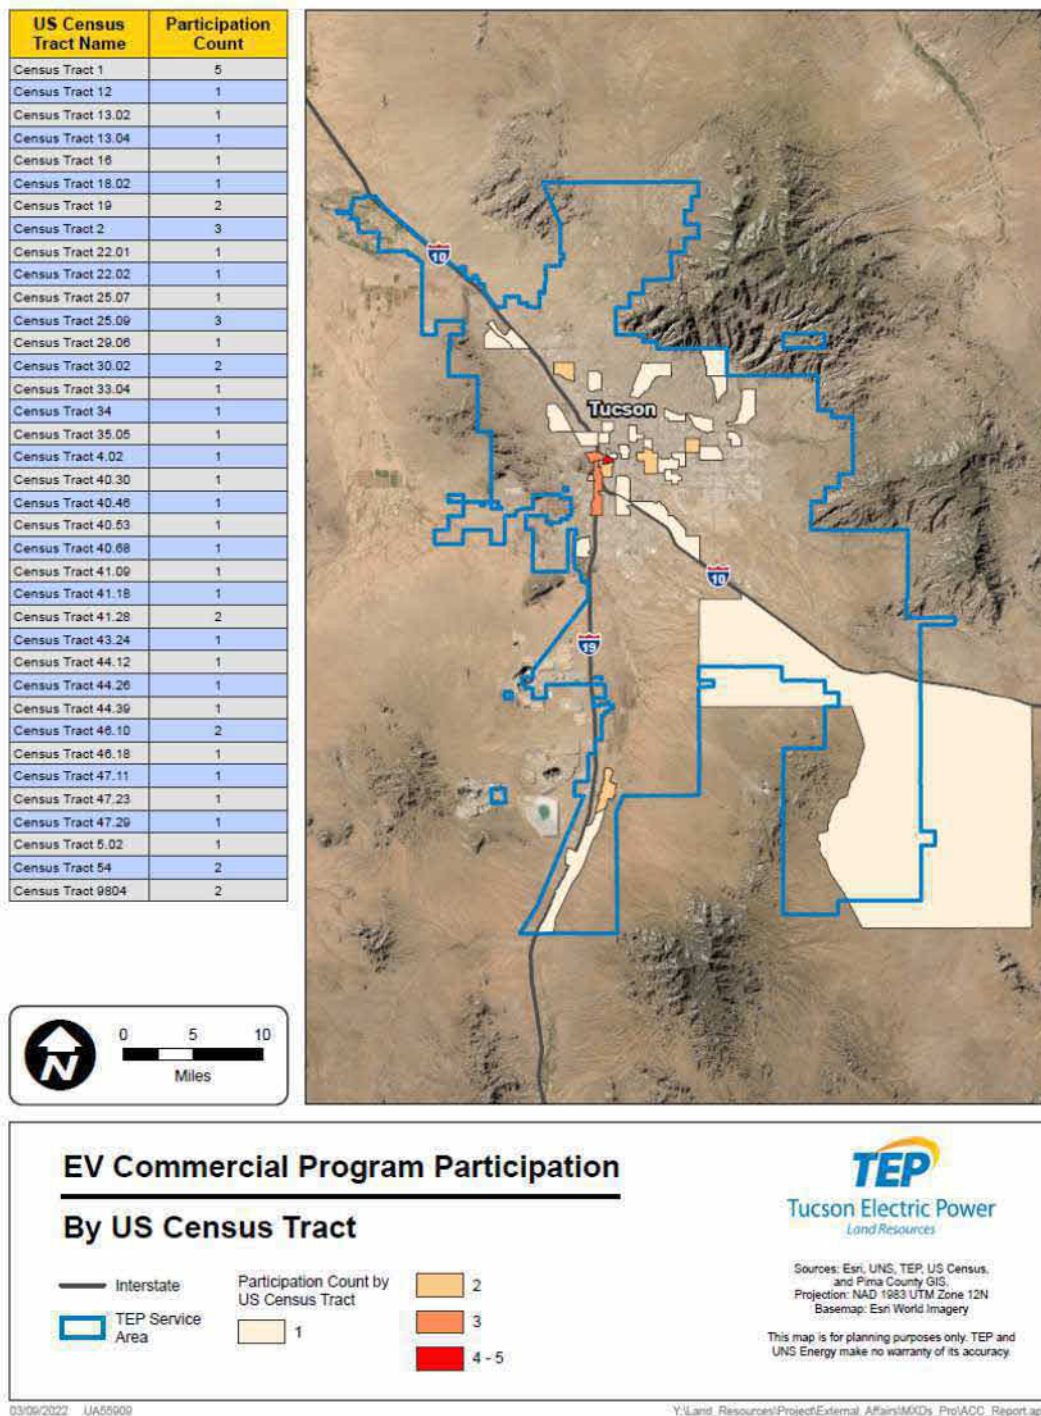 US Census Tract Name Participation Count
Census Tract 1 5
Census Tract 12 1
Census Tract 13.02 1
Census Tract 13.04 1
Census Tract 16 1
Census Tract 18.02 1
Census Tract 19 2
Census Tract 2 3
Census Tract 22.01 1
Census Tract 22.02 1
Census Tract 25.07 1
Census Tract 25.09 3
Census Tract 29.06 1
Census Tract 30.02 2
Census Tract 33.04 1
Census Tract 34 1
Census Tract 35.05 1
Census Tract 4.02 1
Census Tract 40.30 1
Census Tract 40.46 1
Census Tract 40.53 1
Census Tract 40.68 1
Census Tract 41.09 1
Census Tract 41.18 1
Census Tract 41.28 2
Census Tract 43.24 1
Census Tract 44.12 1
Census Tract 44.26 1
Census Tract 44.39 1
Census Tract 46.10 2
Census Tract 46.18 1
Census Tract 47.11 1
Census Tract 47.23 1
Census Tract 47.29 1
Census Tract 5.02 1
Census Tract 54 2
Census Tract 9804 2
10
Tucson
10
19
N
0 5 10
Miles
EV Commercial Program Participation
By US Census Tract
Interstate
TEP Service
Area
Participation Count by
US Census Tract
1
2
3
4 - 5
TEP
Tucson Electric Power
Land Resources
Sources: Esri, UNS, TEP, US Census,
and Pima County GIS.
Projection: NAD 1983 UTM Zone 12N
Basemap: Esri World Imagery
This map is for planning purposes only. TEP and
UNS Energy make no warranty of its accuracy.
03/09/2022 UA55909
Y:\Land_Resources\Project\External_Affairs\MXDs_Pro\ACC_Report.ap